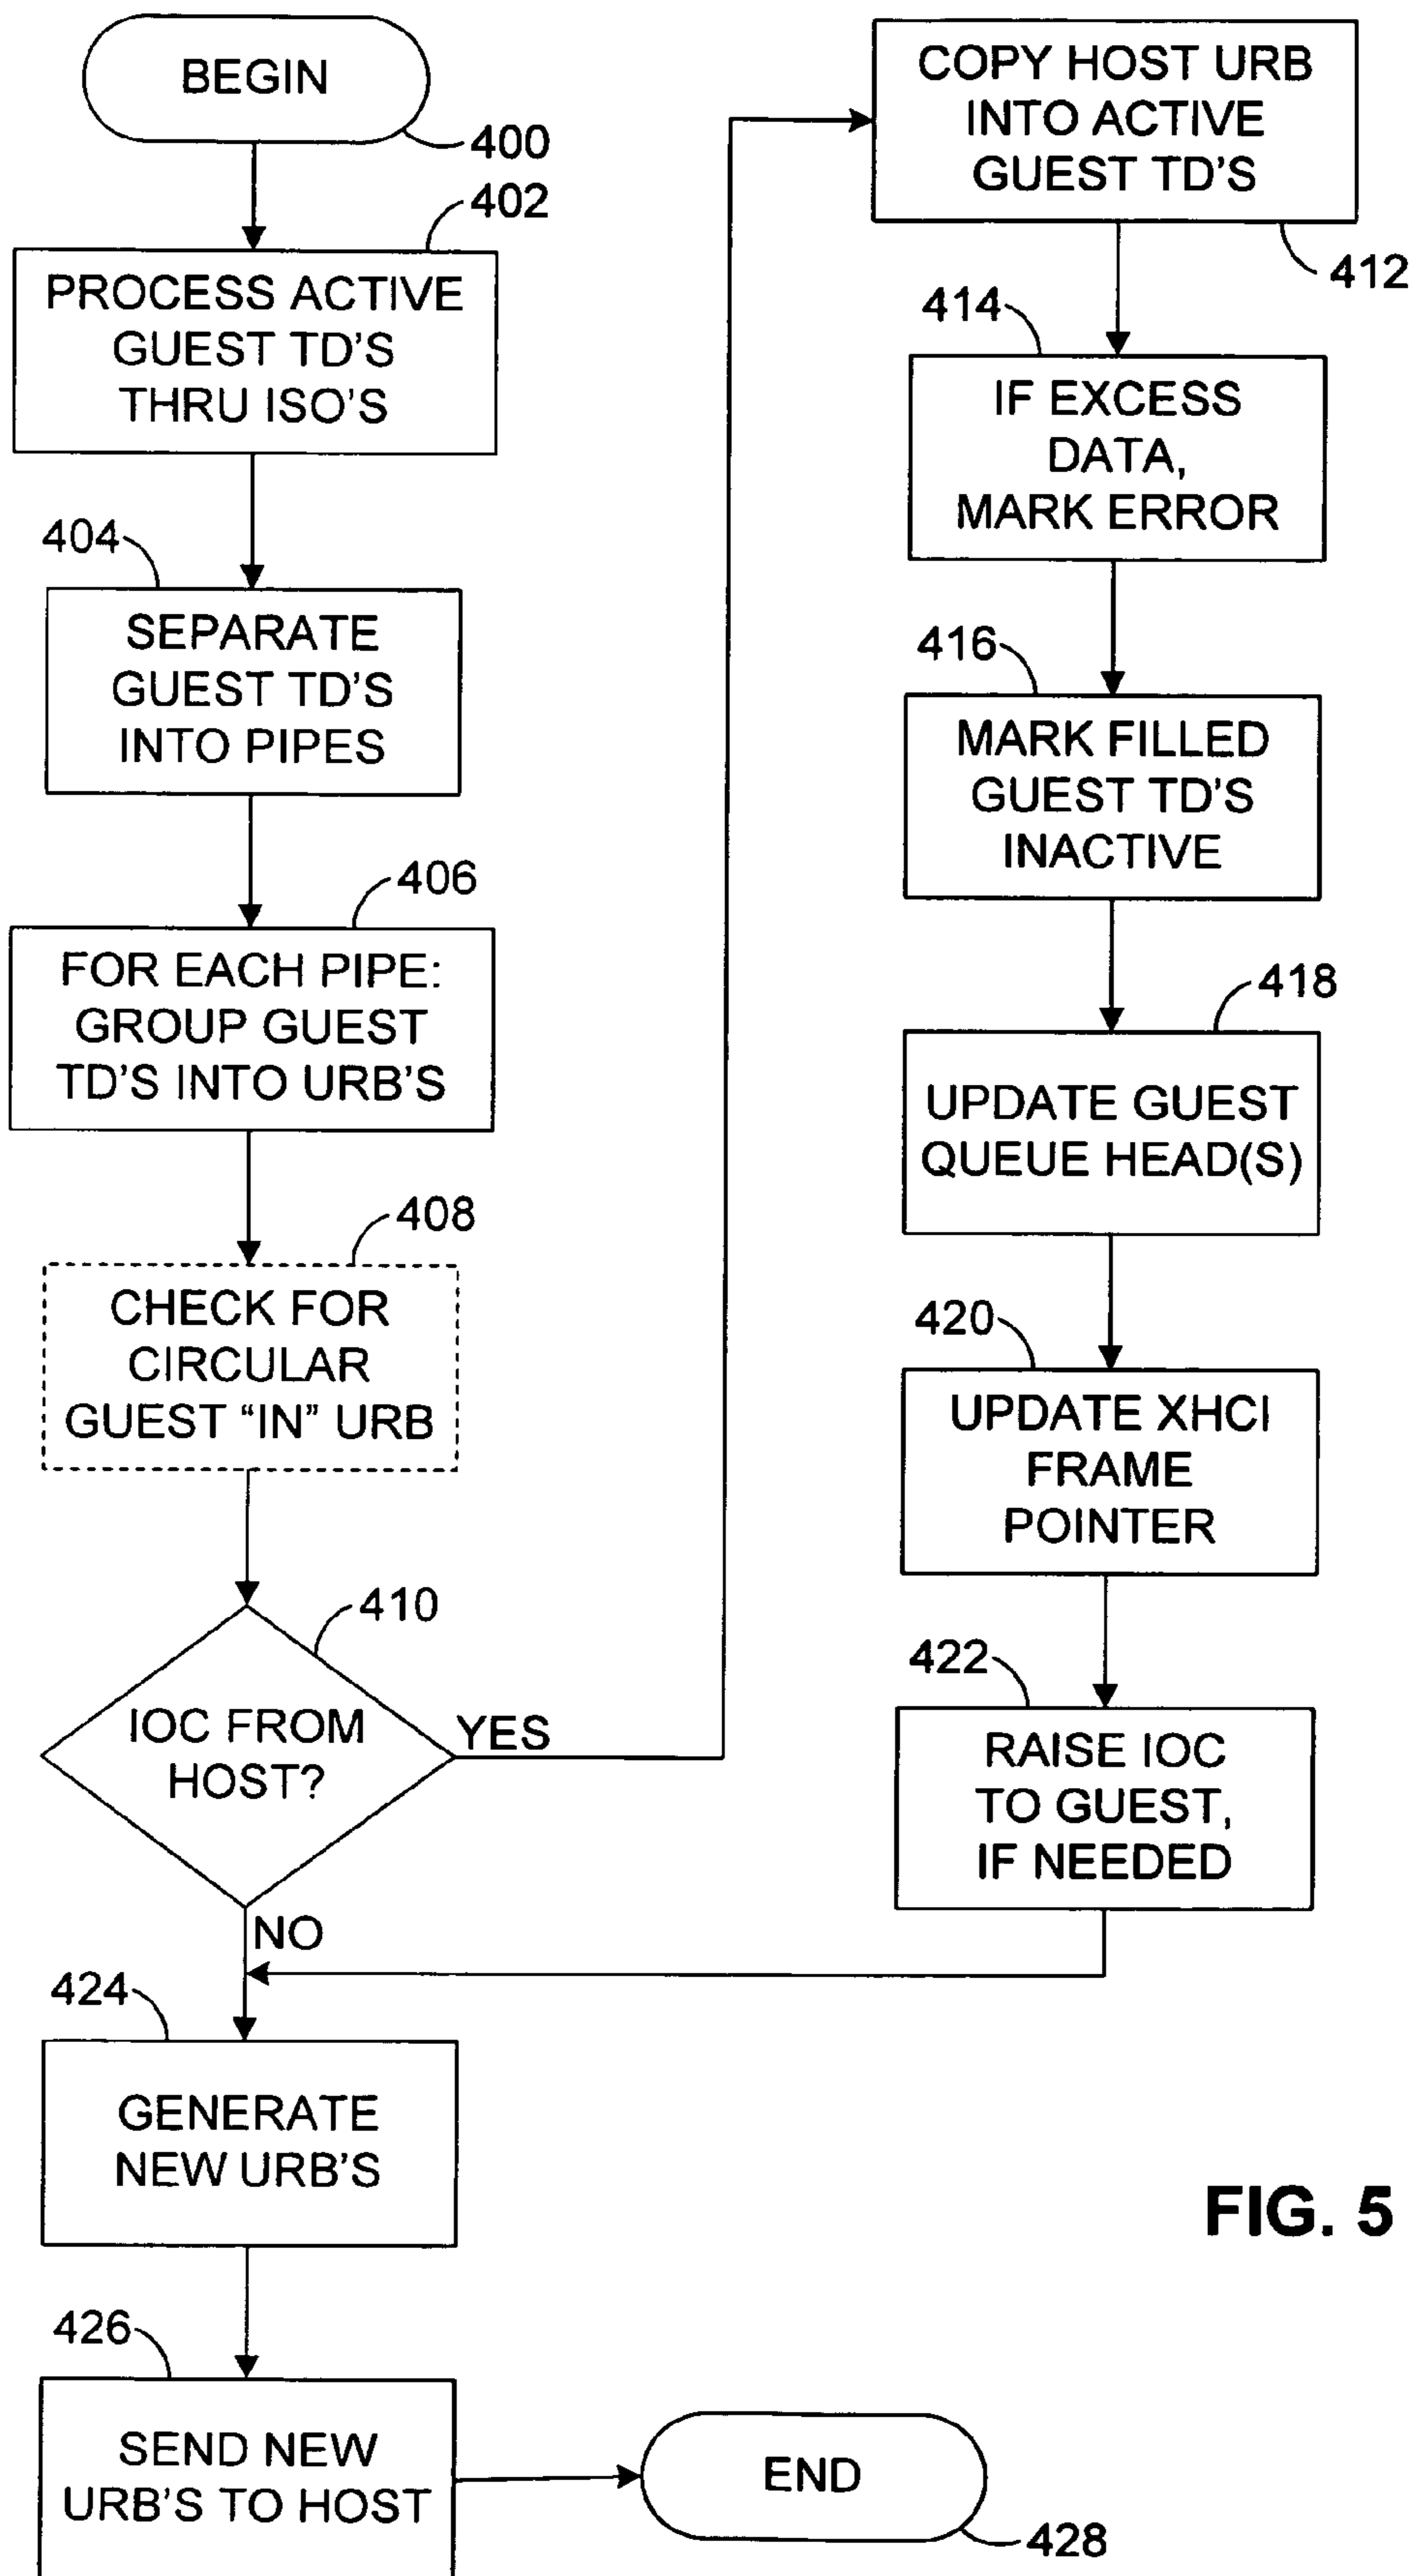 BEGIN
400
402
PROCESS ACTIVE
GUEST TD'S
THRU ISO'S
404
SEPARATE
GUEST TD'S
INTO PIPES
406
FOR EACH PIPE:
GROUP GUEST
TD'S INTO URB'S
408
CHECK FOR
CIRCULAR
GUEST “IN” URB
410
IOC FROM
HOST?
YES
NO
COPY HOST URB
INTO ACTIVE
GUEST TD'S
412
414
IF EXCESS
DATA,
MARK ERROR
416
MARK FILLED
GUEST TD'S
INACTIVE
418
UPDATE GUEST
QUEUE HEAD(S)
420
UPDATE XHCI
FRAME
POINTER
422
RAISE IOC
TO GUEST,
IF NEEDED
424
GENERATE
NEW URB'S
426
SEND NEW
URB'S TO HOST
END
428
FIG. 5